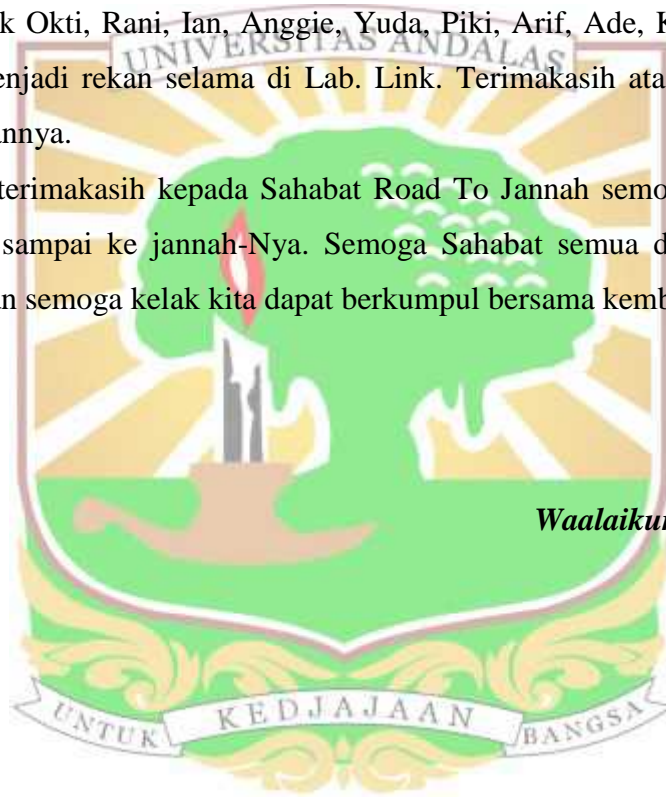 k Okti, Rani, Ian, Anggie, Yuda, Piki, Arif, Ade, K
UNIVERSITAS ANDALAS
enjadi rekan selama di Lab. Link. Terimakasih ata
annya.
terimakasih kepada Sahabat Road To Jannah semo
sampai ke jannah-Nya. Semoga Sahabat semua d
an semoga kelak kita dapat berkumpul bersama kemb
Waalaikum
UNTUK KEDJAJAAN BANGSA